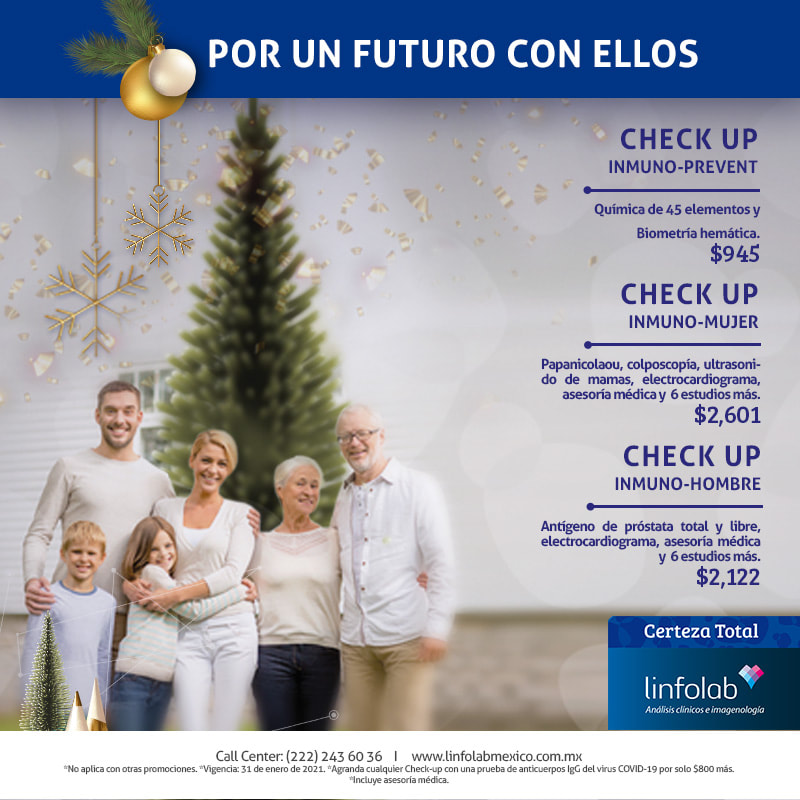 POR UN FUTURO CON ELLOS
CHECK UP
INMUNO-PREVENT
Química de 45 elementos y
Biometría hemática.
$945
CHECK UP
INMUNO-MUJER
Papanicolaou, colposcopía, ultrasoni-
do de mamas, electrocardiograma,
asesoría médica y 6 estudios más.
$2,601
CHECK UP
INMUNO-HOMBRE
Antígeno de próstata total y libre,
electrocardiograma, asesoría médica
y 6 estudios más.
$2,122
Certeza Total
linfolab
Análisis clínicos e imagenología
Call Center: (222) 243 60 36 I www.linfolabmexico.com.mx
*No aplica con otras promociones. *Vigencia: 31 de enero de 2021. *Agranda cualquier Check-up con una prueba de anticuerpos IgG del virus COVID-19 por solo $800 más.
*Incluye asesoría médica.